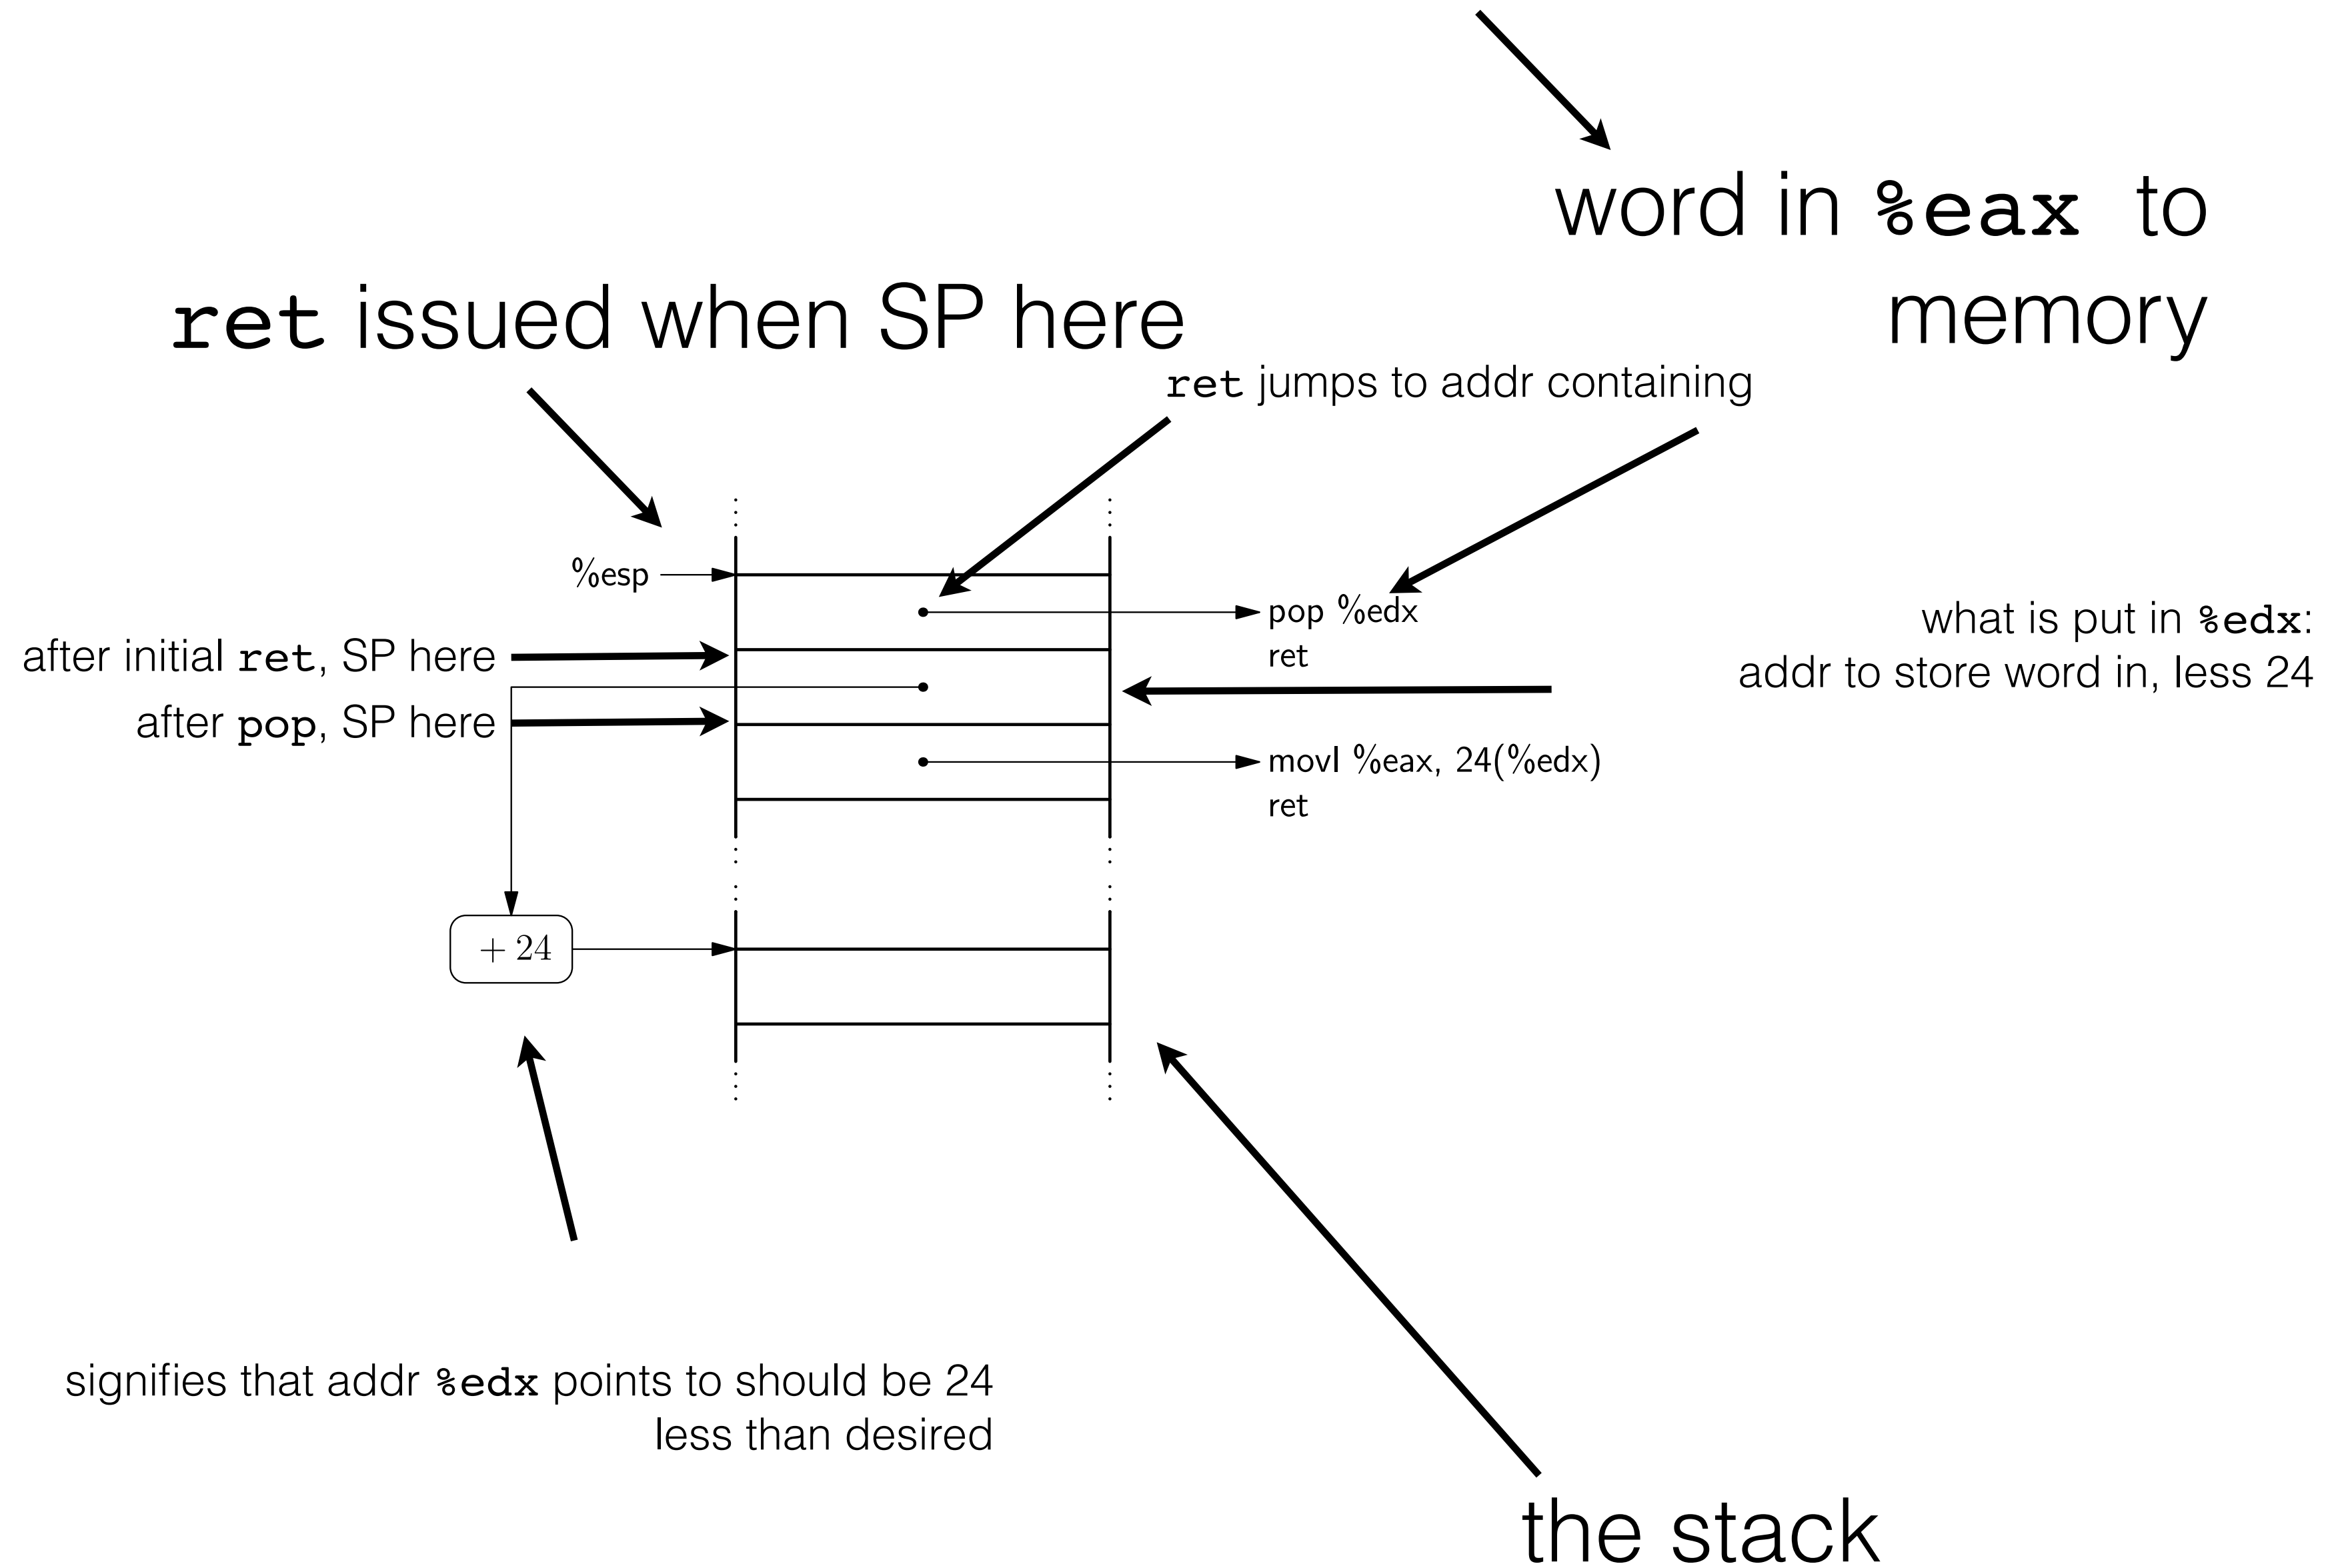 word in %eax to
memory
ret issued when SP here
ret jumps to addr containing
%esp
pop %edx
ret
what is put in %edx:
addr to store word in, less 24
after initial ret, SP here
after pop, SP here
movl %eax, 24(%edx)
ret
+ 24
signifies that addr %edx points to should be 24
less than desired
the stack